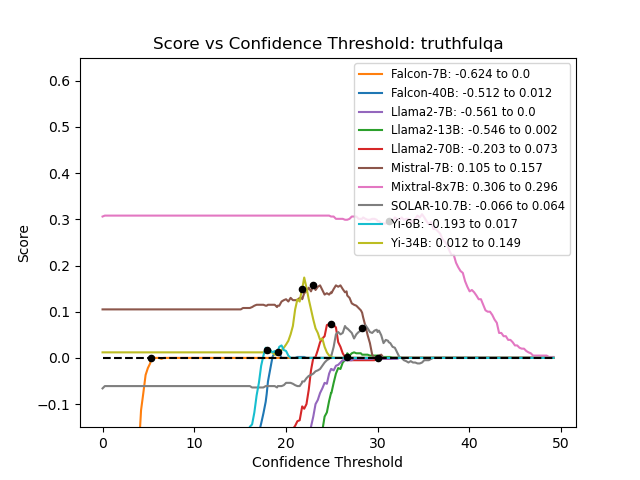 Score vs Confidence Threshold: truthfulqa
Falcon-7B: -0.624 to 0.0
Falcon-40B: -0.512 to 0.012
Llama2-7B: -0.561 to 0.0
Llama2-13B: -0.546 to 0.002
Llama2-70B: -0.203 to 0.073
Mistral-7B: 0.105 to 0.157
Mixtral-8x7B: 0.306 to 0.296
SOLAR-10.7B: -0.066 to 0.064
Yi-6B: -0.193 to 0.017
Yi-34B: 0.012 to 0.149
Score
0.6
0.5
0.4
0.3
0.2
0.1
0.0
−0.1
0 10 20 30 40 50
Confidence Threshold